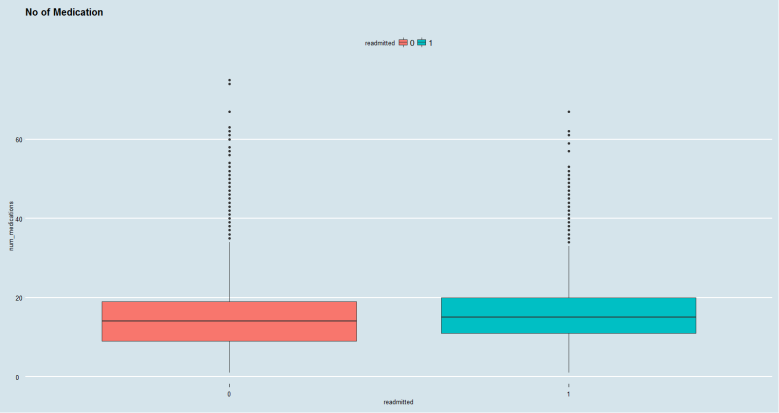 No of Medication
readmitted 0 1
60
40
20
0
num_medications
0 1
readmitted